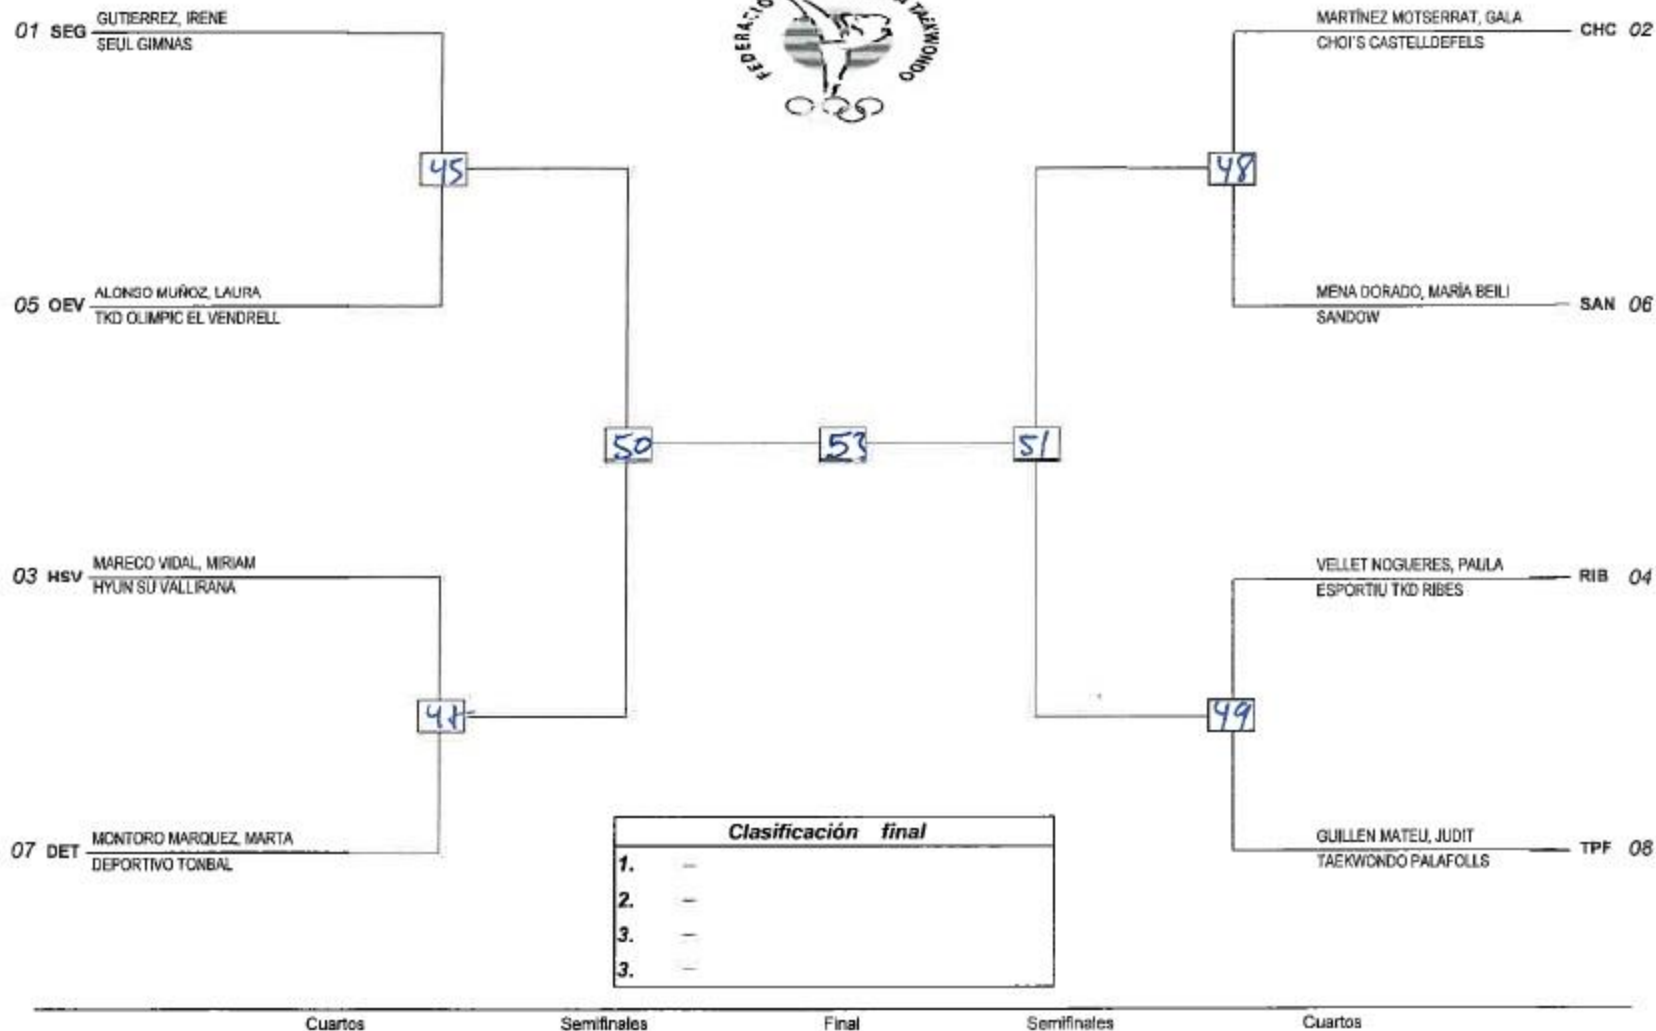 FEDERACIO
A TAEKWONDO
01 SEG GUTIERREZ, IRENE
SEUL GIMNAS
MARTÍNEZ MOTSERRAT, GALA CHC 02
CHOI'S CASTELLDEFELS
45
48
05 OEV ALONSO MUÑOZ, LAURA
TKD OLIMPIC EL VENDRELL
MENA DORADO, MARÍA BEILI SAN 06
SANDOW
50
53
51
03 HSV MARECO VIDAL, MIRIAM
HYUN SU VALLIRANA
VELLET NOGUERES, PAULA RIB 04
ESPORTIU TKD RIBES
49
07 DET MONTORO MARQUEZ, MARTA
DEPORTIVO TONBAL
GUILLEN MATEU, JUDIT TPF 08
TAEKWONDO PALAFOLLS
Clasificación final
1. –
2. –
3. –
3. –
Cuartos Semifinales Final Semifinales Cuartos